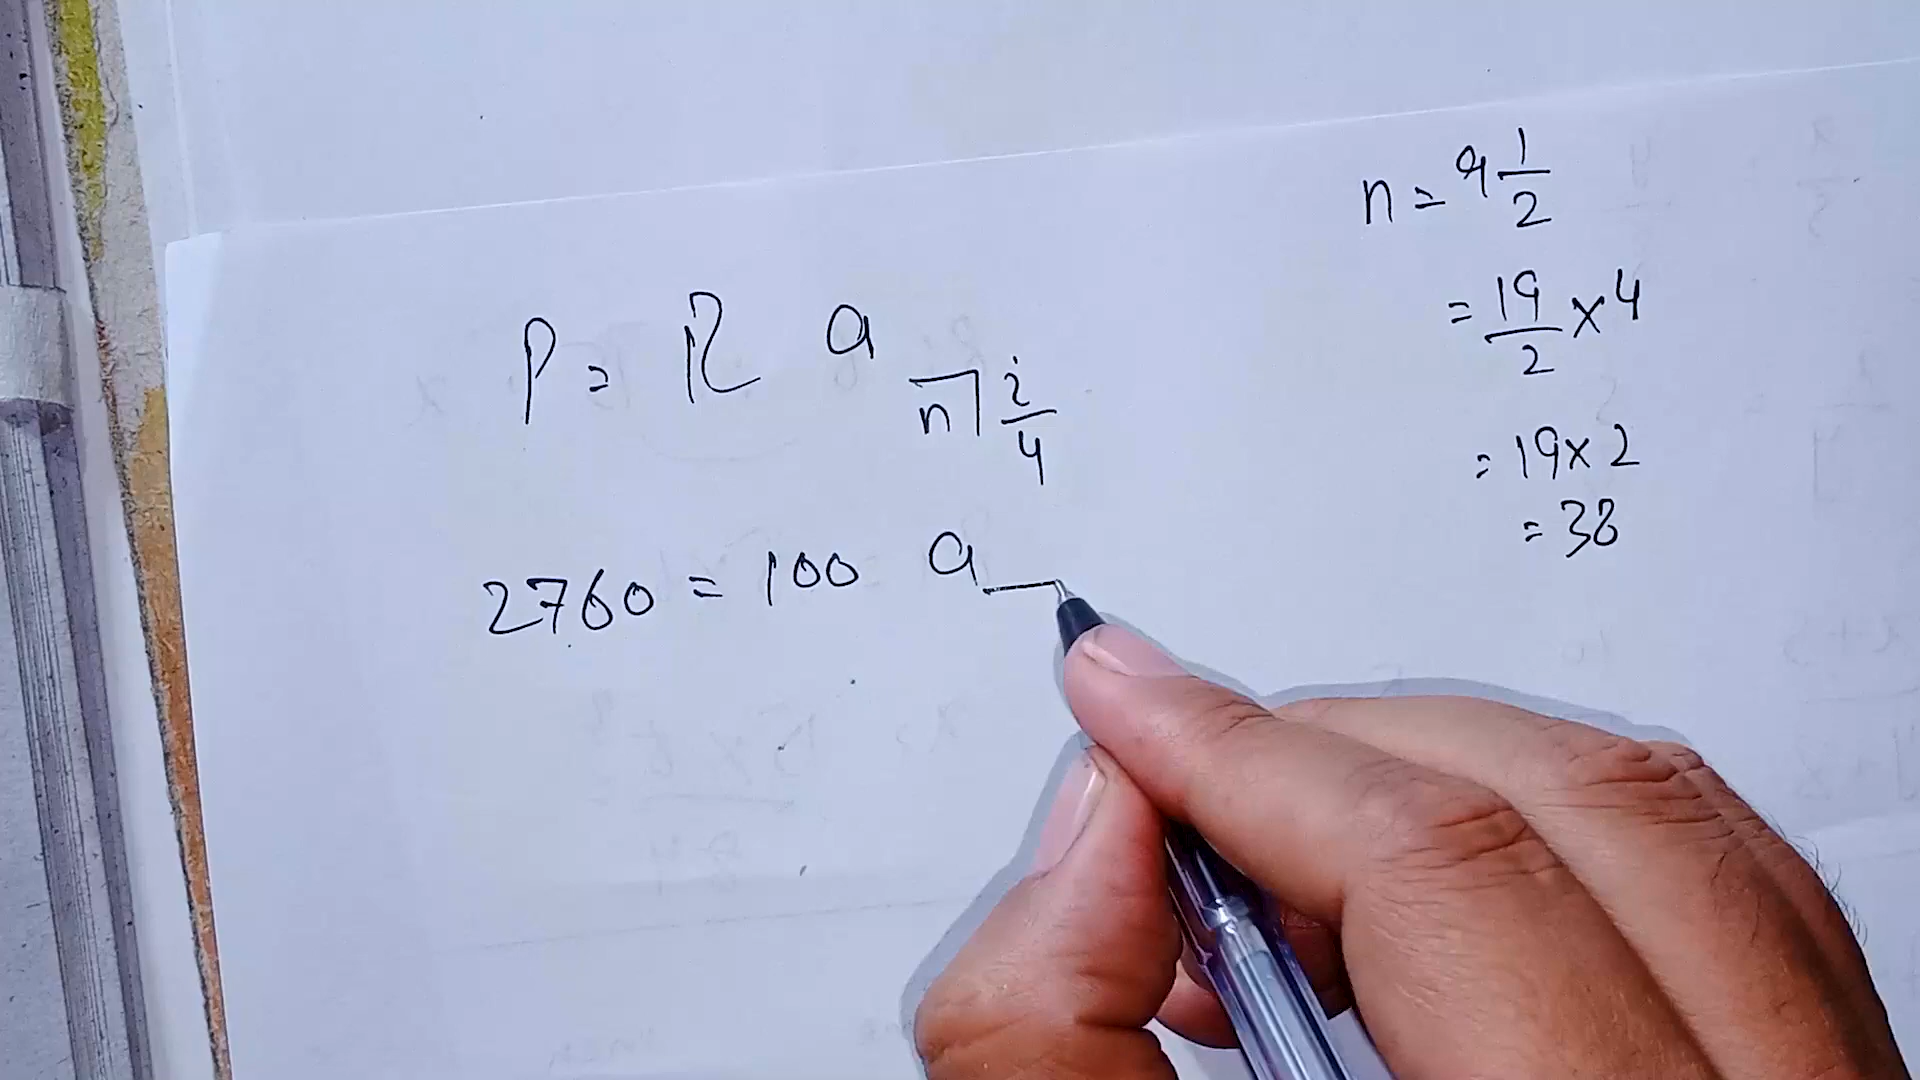 P = R a n⌉ i/4
2760 = 100 a
n = 9 1/2
= 19/2 × 4
= 19 × 2
= 38